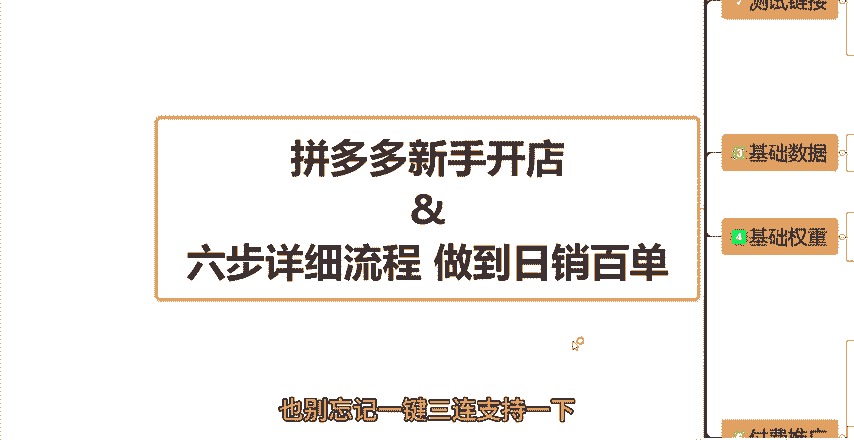 测试链接
拼多多新手开店
&
六步详细流程 做到日销百单
3 基础数据
4 基础权重
也别忘记一键三连支持一下
付费推广